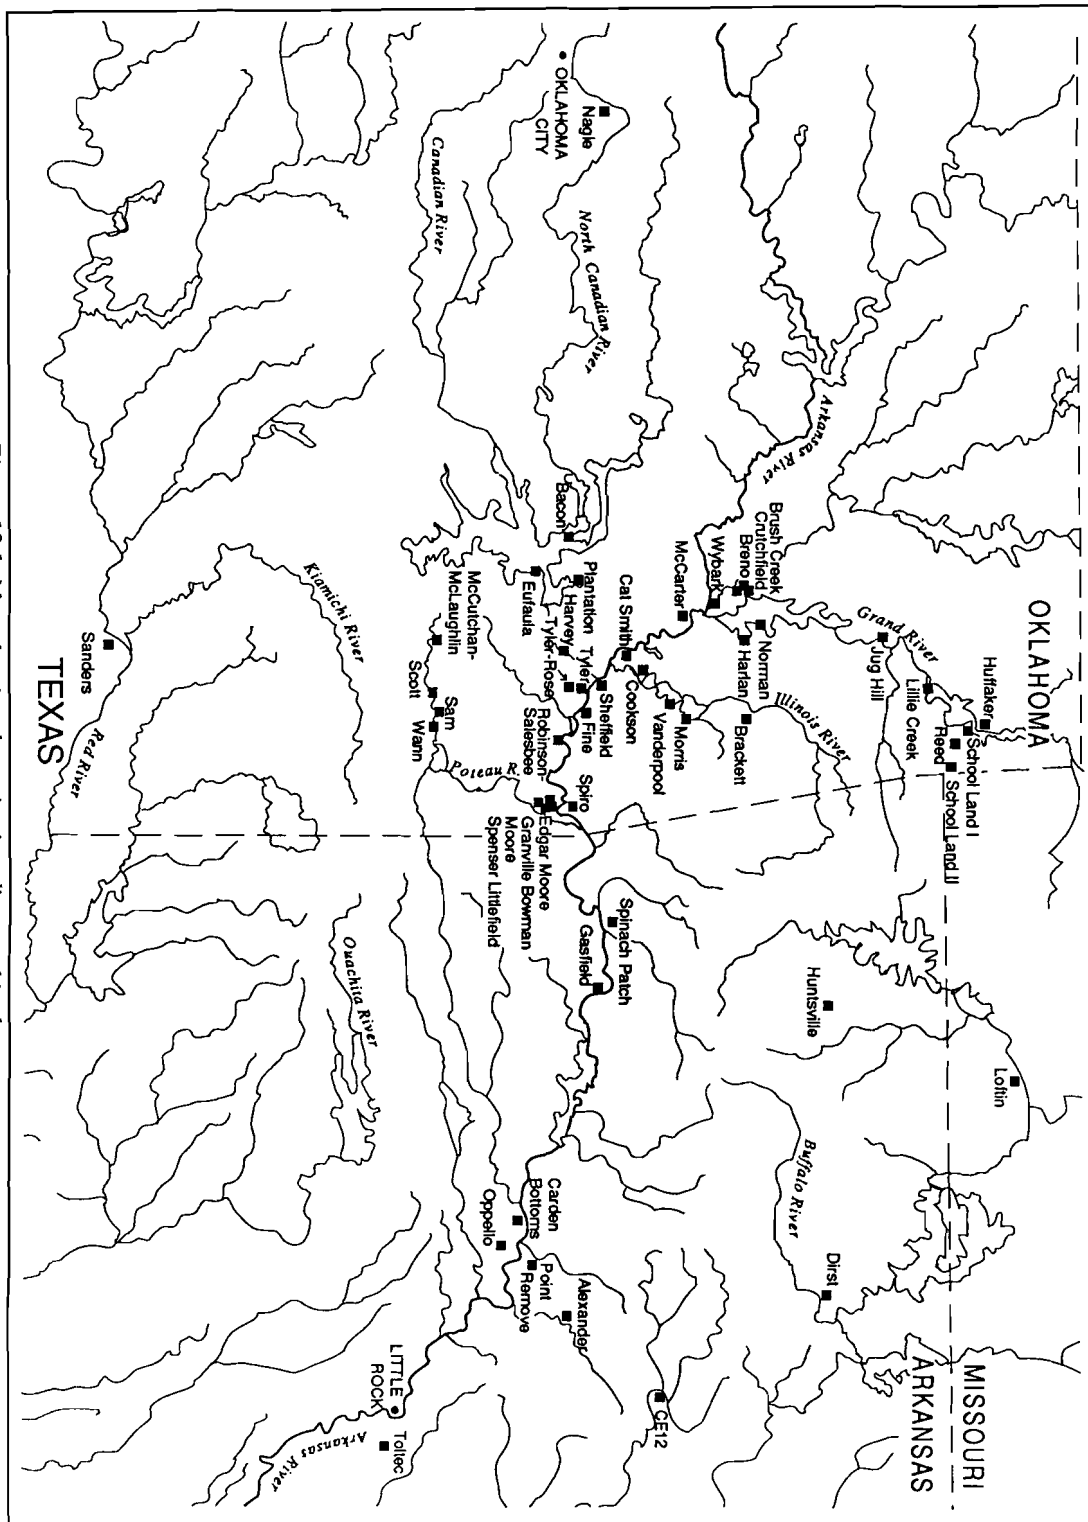 OKLAHOMA
MISSOURI
ARKANSAS
TEXAS
OKLAHOMA
CITY
Nagle
Canadian River
North Canadian River
Arkansas River
Grand River
Illinois River
Kiamichi River
Red River
Poteau R.
Ouachita River
Buffalo River
Arkansas River
Huffaker
School Land I
School Land II
Reed
Lillie Creek
Jug Hill
Brush Creek
Crutchfield
Breno
Wybark
McCarter
Norman
Harlan
Brackett
Morris
Vanderpool
Cookson
Cat Smith
Sheffield
Tyler
Fine
Tyler-Rose
Harvey
Plantation
Bacon
Eufaula
Robinson-
Salesbee
Spiro
Edgar Moore
Granville Bowman
Moore
Spenser Littlefield
McCutchan-
McLaughlin
Scott
Sam
Wann
Sanders
Spinach Patch
Gasfield
Huntsville
Loftin
Dirst
Carden
Bottoms
Oppello
Point
Remove
Alexander
CE12
LITTLE
ROCK
Toltec